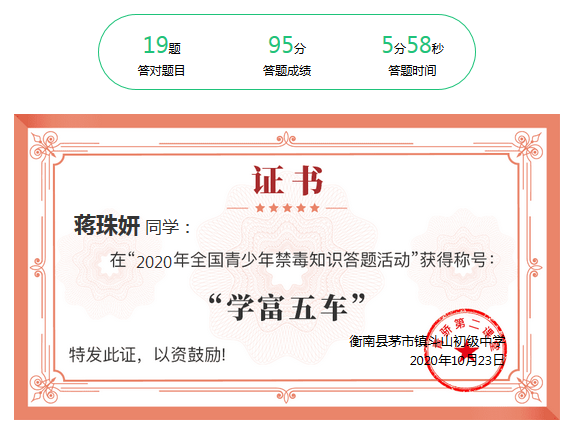 19题 95分 5分58秒
答对题目 答题成绩 答题时间
证书
蒋珠妍 同学：
在“2020年全国青少年禁毒知识答题活动”获得称号：
“学富五车”
衡南县茅市镇斗山初级中学
特发此证，以资鼓励!
2020年10月23日
第二课堂